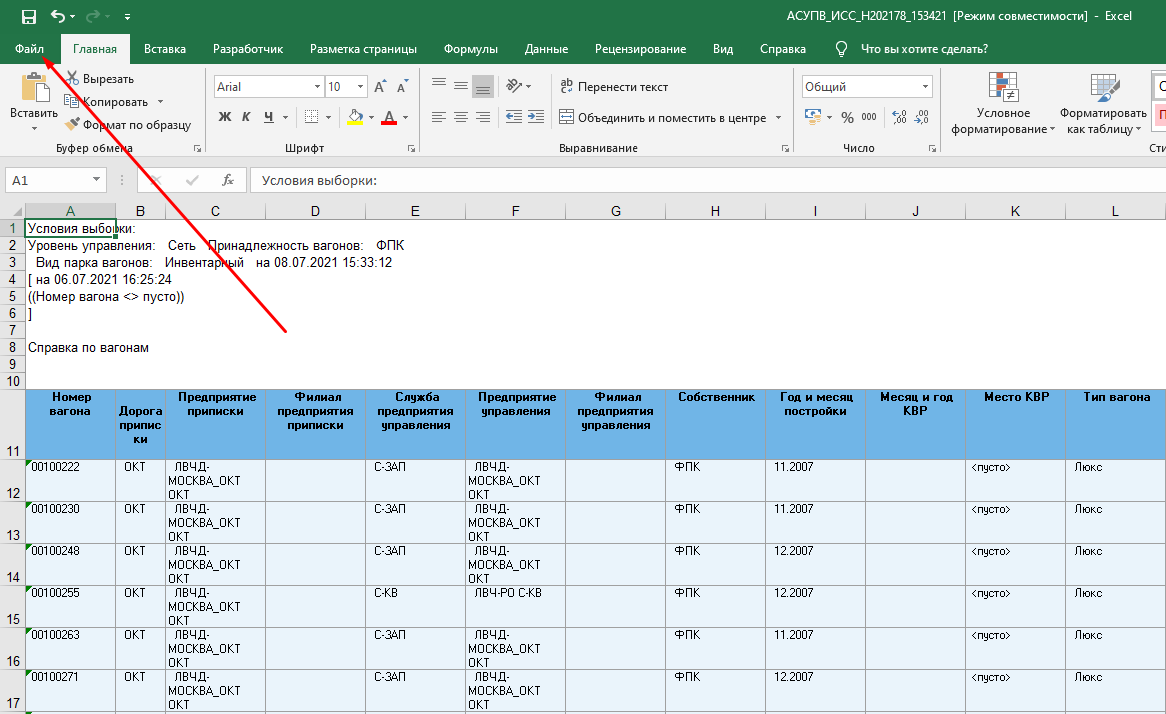 АСУПВ_ИСС_H202178_153421 [Режим совместимости] - Excel
Файл Главная Вставка Разработчик Разметка страницы Формулы Данные Рецензирование Вид Справка Что вы хотите сделать?
Вставить
Вырезать
Копировать
Формат по образцу
Буфер обмена
Arial 10
Ж К Ч
Шрифт
Перенести текст
Объединить и поместить в центре
Выравнивание
Общий
% 000
Число
Условное
форматирование
Форматировать
как таблицу
A1 fx Условия выборки:
A B C D E F G H I J K L
1 Условия выборки:
2 Уровень управления: Сеть Принадлежность вагонов: ФПК
3 Вид парка вагонов: Инвентарный на 08.07.2021 15:33:12
4 [ на 06.07.2021 16:25:24
5 ((Номер вагона <> пусто))
6 ]
7
8 Справка по вагонам
9
10
11 Номер вагона Дорога приписки Предприятие приписки Филиал предприятия приписки Служба предприятия управления Предприятие управления Филиал предприятия управления Собственник Год и месяц постройки Месяц и год КВР Место КВР Тип вагона
12 00100222 ОКТ ЛВЧД-МОСКВА_ОКТ ОКТ С-ЗАП ЛВЧД-МОСКВА_ОКТ ОКТ ФПК 11.2007 <пусто> Люкс
13 00100230 ОКТ ЛВЧД-МОСКВА_ОКТ ОКТ С-ЗАП ЛВЧД-МОСКВА_ОКТ ОКТ ФПК 11.2007 <пусто> Люкс
14 00100248 ОКТ ЛВЧД-МОСКВА_ОКТ ОКТ С-ЗАП ЛВЧД-МОСКВА_ОКТ ОКТ ФПК 12.2007 <пусто> Люкс
15 00100255 ОКТ ЛВЧД-МОСКВА_ОКТ ОКТ С-КВ ЛВЧ-РО С-КВ ФПК 12.2007 <пусто> Люкс
16 00100263 ОКТ ЛВЧД-МОСКВА_ОКТ ОКТ С-ЗАП ЛВЧД-МОСКВА_ОКТ ОКТ ФПК 11.2007 <пусто> Люкс
17 00100271 ОКТ ЛВЧД-МОСКВА_ОКТ ОКТ С-ЗАП ЛВЧД-МОСКВА_ОКТ ОКТ ФПК 12.2007 <пусто> Люкс